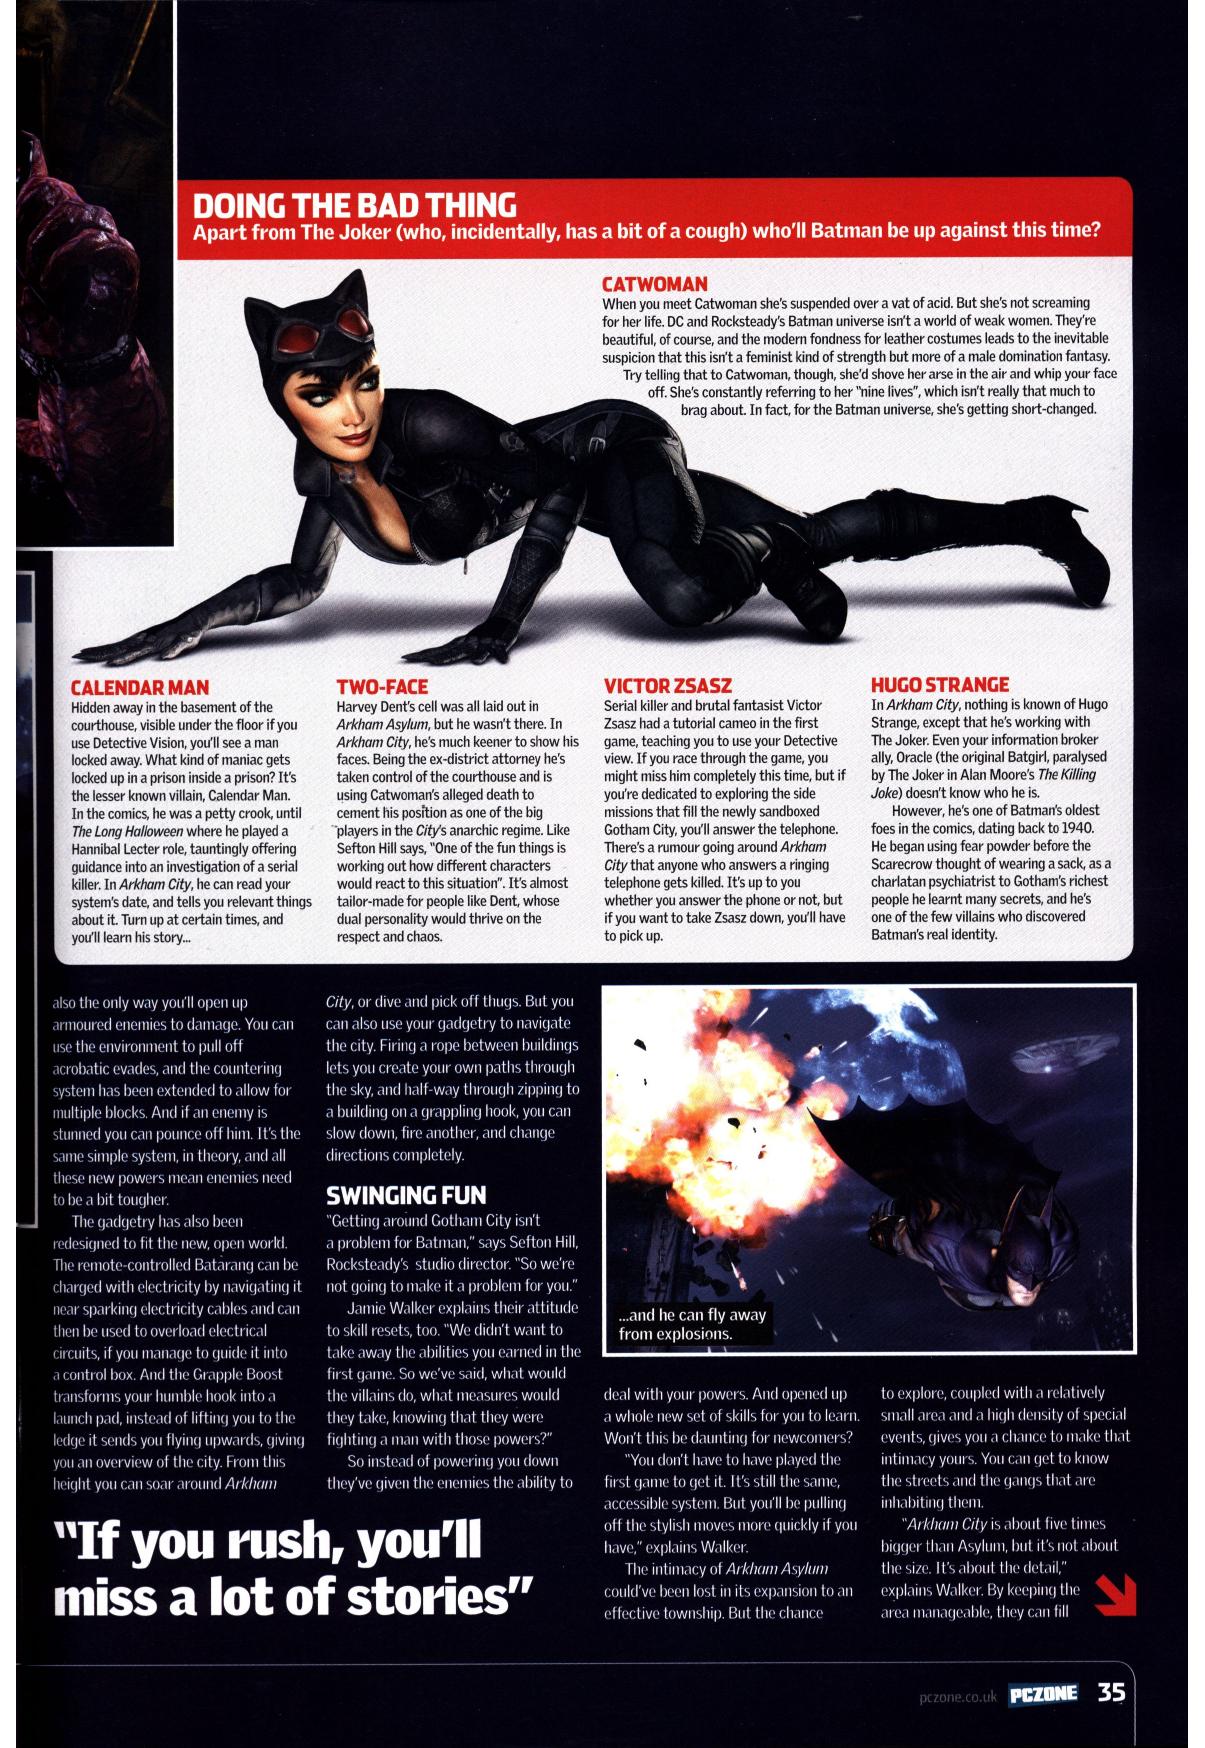 DOING THE BAD THING
Apart from The Joker (who, incidentally, has a bit of a cough) who'll Batman be up against this time?
CATWOMAN
When you meet Catwoman she's suspended over a vat of acid. But she's not screaming
for her life. DC and Rocksteady's Batman universe isn't a world of weak women. They're
beautiful, of course, and the modern fondness for leather costumes leads to the inevitable
suspicion that this isn't a feminist kind of strength but more of a male domination fantasy.
Try telling that to Catwoman, though, she'd shove her arse in the air and whip your face
off. She's constantly referring to her "nine lives", which isn't really that much to
brag about. In fact, for the Batman universe, she's getting short-changed.
CALENDAR MAN
Hidden away in the basement of the
courthouse, visible under the floor if you
use Detective Vision, you'll see a man
locked away. What kind of maniac gets
locked up in a prison inside a prison? It's
the lesser known villain, Calendar Man.
In the comics, he was a petty crook, until
The Long Halloween where he played a
Hannibal Lecter role, tauntingly offering
guidance into an investigation of a serial
killer. In Arkham City, he can read your
system's date, and tells you relevant things
about it. Turn up at certain times, and
you'll learn his story...
TWO-FACE
Harvey Dent's cell was all laid out in
Arkham Asylum, but he wasn't there. In
Arkham City, he's much keener to show his
faces. Being the ex-district attorney he's
taken control of the courthouse and is
using Catwoman's alleged death to
cement his position as one of the big
players in the City's anarchic regime. Like
Sefton Hill says, "One of the fun things is
working out how different characters
would react to this situation". It's almost
tailor-made for people like Dent, whose
dual personality would thrive on the
respect and chaos.
VICTOR ZSASZ
Serial killer and brutal fantasist Victor
Zsasz had a tutorial cameo in the first
game, teaching you to use your Detective
view. If you race through the game, you
might miss him completely this time, but if
you're dedicated to exploring the side
missions that fill the newly sandboxed
Gotham City, you'll answer the telephone.
There's a rumour going around Arkham
City that anyone who answers a ringing
telephone gets killed. It's up to you
whether you answer the phone or not, but
if you want to take Zsasz down, you'll have
to pick up.
HUGO STRANGE
In Arkham City, nothing is known of Hugo
Strange, except that he's working with
The Joker. Even your information broker
ally, Oracle (the original Batgirl, paralysed
by The Joker in Alan Moore's The Killing
Joke) doesn't know who he is.
However, he's one of Batman's oldest
foes in the comics, dating back to 1940.
He began using fear powder before the
Scarecrow thought of wearing a sack, as a
charlatan psychiatrist to Gotham's richest
people he learnt many secrets, and he's
one of the few villains who discovered
Batman's real identity.
also the only way you'll open up
armoured enemies to damage. You can
use the environment to pull off
acrobatic evades, and the countering
system has been extended to allow for
multiple blocks. And if an enemy is
stunned you can pounce off him. It's the
same simple system, in theory, and all
these new powers mean enemies need
to be a bit tougher.
The gadgetry has also been
redesigned to fit the new, open world.
The remote-controlled Batarang can be
charged with electricity by navigating it
near sparking electricity cables and can
then be used to overload electrical
circuits, if you manage to guide it into
a control box. And the Grapple Boost
transforms your humble hook into a
launch pad, instead of lifting you to the
ledge it sends you flying upwards, giving
you an overview of the city. From this
height you can soar around Arkham
City, or dive and pick off thugs. But you
can also use your gadgetry to navigate
the city. Firing a rope between buildings
lets you create your own paths through
the sky, and half-way through zipping to
a building on a grappling hook, you can
slow down, fire another, and change
directions completely.
SWINGING FUN
"Getting around Gotham City isn't
a problem for Batman," says Sefton Hill,
Rocksteady's studio director. "So we're
not going to make it a problem for you."
Jamie Walker explains their attitude
to skill resets, too. "We didn't want to
take away the abilities you earned in the
first game. So we've said, what would
the villains do, what measures would
they take, knowing that they were
fighting a man with those powers?"
So instead of powering you down
they've given the enemies the ability to
...and he can fly away
from explosions.
deal with your powers. And opened up
a whole new set of skills for you to learn.
Won't this be daunting for newcomers?
"You don't have to have played the
first game to get it. It's still the same,
accessible system. But you'll be pulling
off the stylish moves more quickly if you
have," explains Walker.
The intimacy of Arkham Asylum
could've been lost in its expansion to an
effective township. But the chance
to explore, coupled with a relatively
small area and a high density of special
events, gives you a chance to make that
intimacy yours. You can get to know
the streets and the gangs that are
inhabiting them.
"Arkham City is about five times
bigger than Asylum, but it's not about
the size. It's about the detail,"
explains Walker. By keeping the
area manageable, they can fill
"If you rush, you'll
miss a lot of stories"
pczone.co.uk PCZONE 35